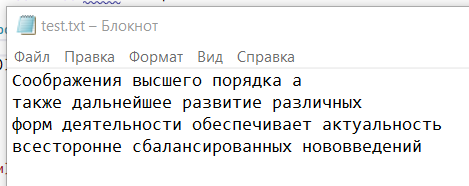 test.txt – Блокнот
Файл Правка Формат Вид Справка
Соображения высшего порядка а
также дальнейшее развитие различных
форм деятельности обеспечивает актуальность
всесторонне сбалансированных нововведений